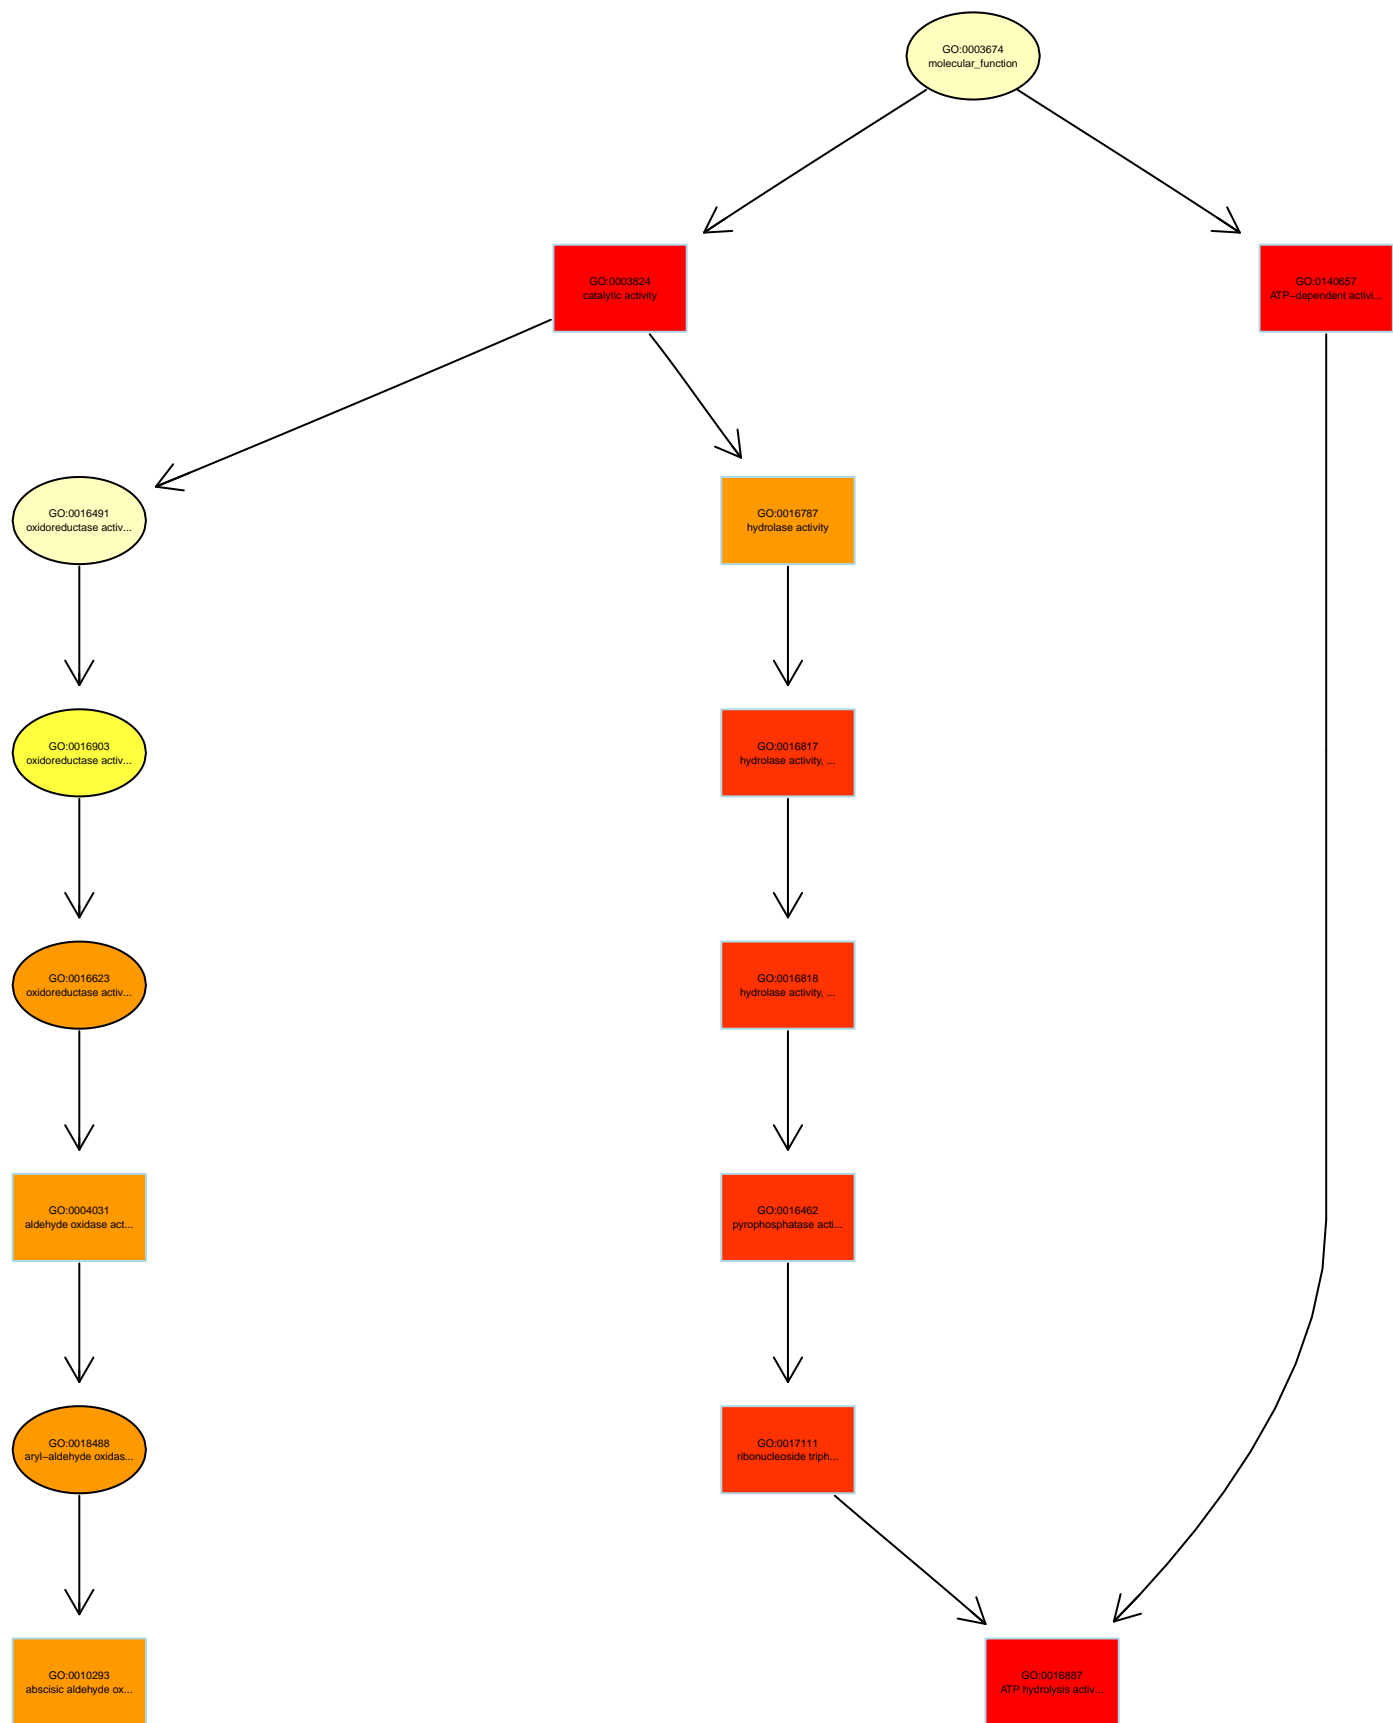 GO:0003674
molecular_function
GO:0003824
catalytic activity
GO:0140657
ATP−dependent activi...
GO:0016491
oxidoreductase activ...
GO:0016787
hydrolase activity
GO:0016903
oxidoreductase activ...
GO:0016817
hydrolase activity, ...
GO:0016623
oxidoreductase activ...
GO:0016818
hydrolase activity, ...
GO:0004031
aldehyde oxidase act...
GO:0016462
pyrophosphatase acti...
GO:0018488
aryl−aldehyde oxidas...
GO:0017111
ribonucleoside triph...
GO:0010293
abscisic aldehyde ox...
GO:0016887
ATP hydrolysis activ...